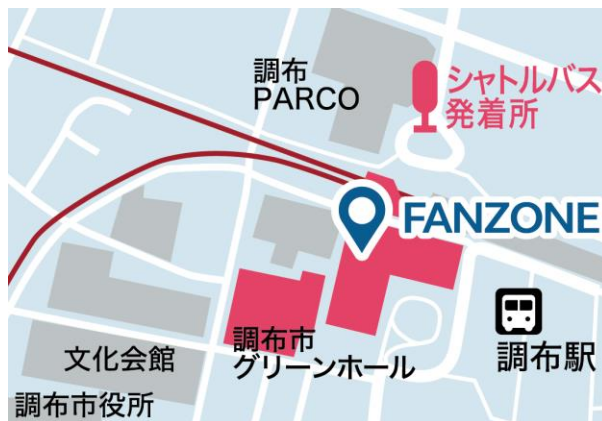 調布
PARCO
シャトルバス
発着所
FANZONE
調布市
グリーンホール
調布駅
文化会館
調布市役所